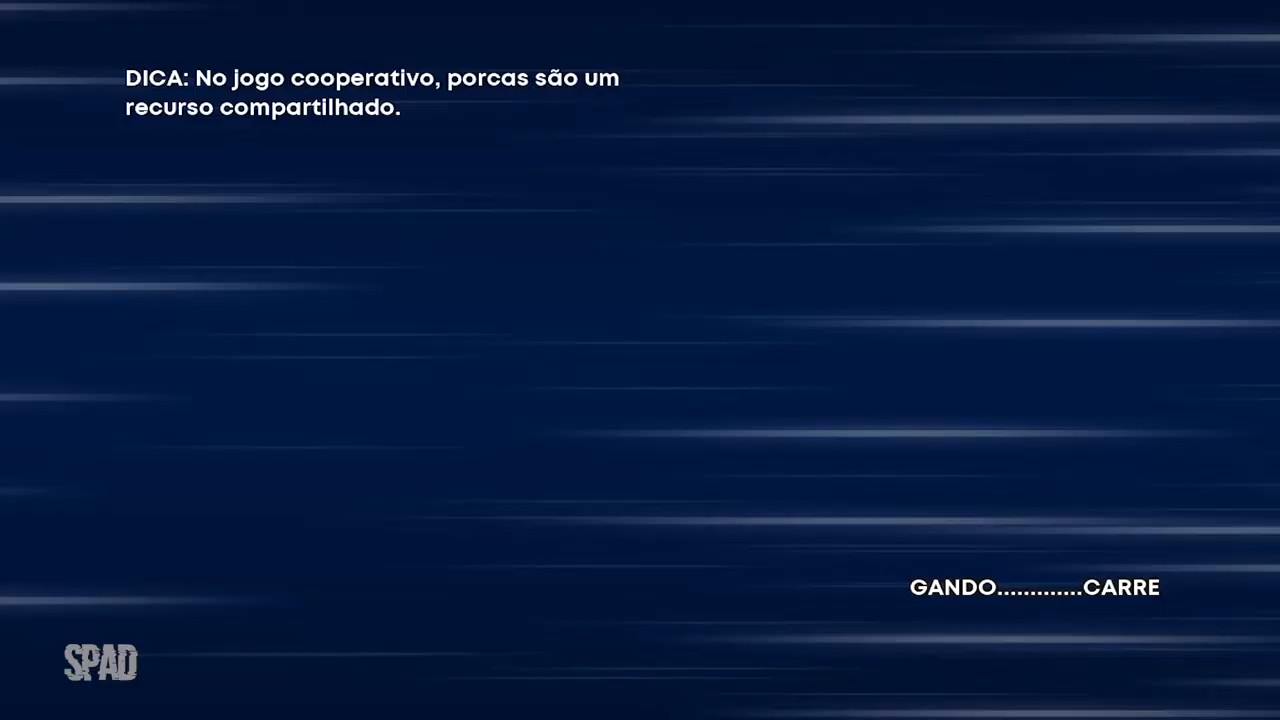 DICA: No jogo cooperativo, porcas são um
recurso compartilhado.
GANDO.............CARRE
SPAD